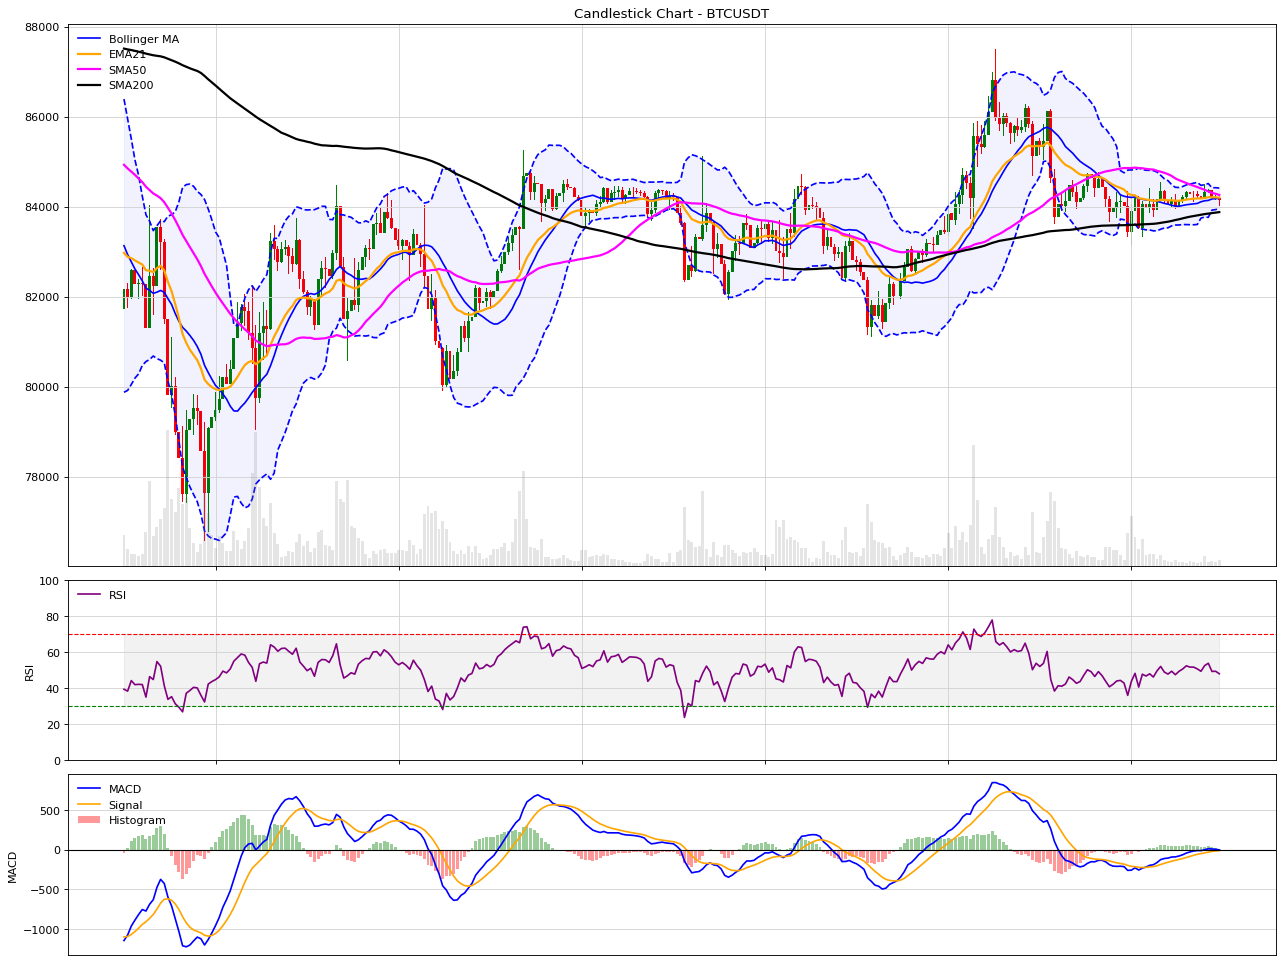 Candlestick Chart - BTCUSDT
88000
86000
84000
82000
80000
78000
Bollinger MA
EMA21
SMA50
SMA200
100
80
60
40
20
0
RSI
RSI
500
0
−500
−1000
MACD
MACD
Signal
Histogram